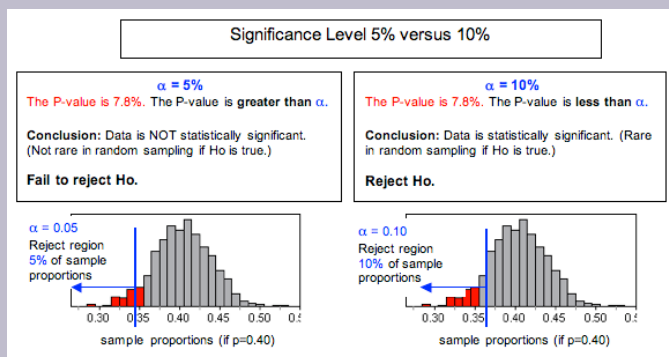 Significance Level 5% versus 10%
α = 5%
The P-value is 7.8%. The P-value is greater than α.
Conclusion: Data is NOT statistically significant.
(Not rare in random sampling if Ho is true.)
Fail to reject Ho.
α = 10%
The P-value is 7.8%. The P-value is less than α.
Conclusion: Data is statistically significant. (Rare
in random sampling if Ho is true.)
Reject Ho.
α = 0.05
Reject region
5% of sample
proportions
0.30 0.35 0.40 0.45 0.50 0.5
sample proportions (if p=0.40)
α = 0.10
Reject region
10% of sample
proportions
0.30 0.35 0.40 0.45 0.50 0.5
sample proportions (if p=0.40)